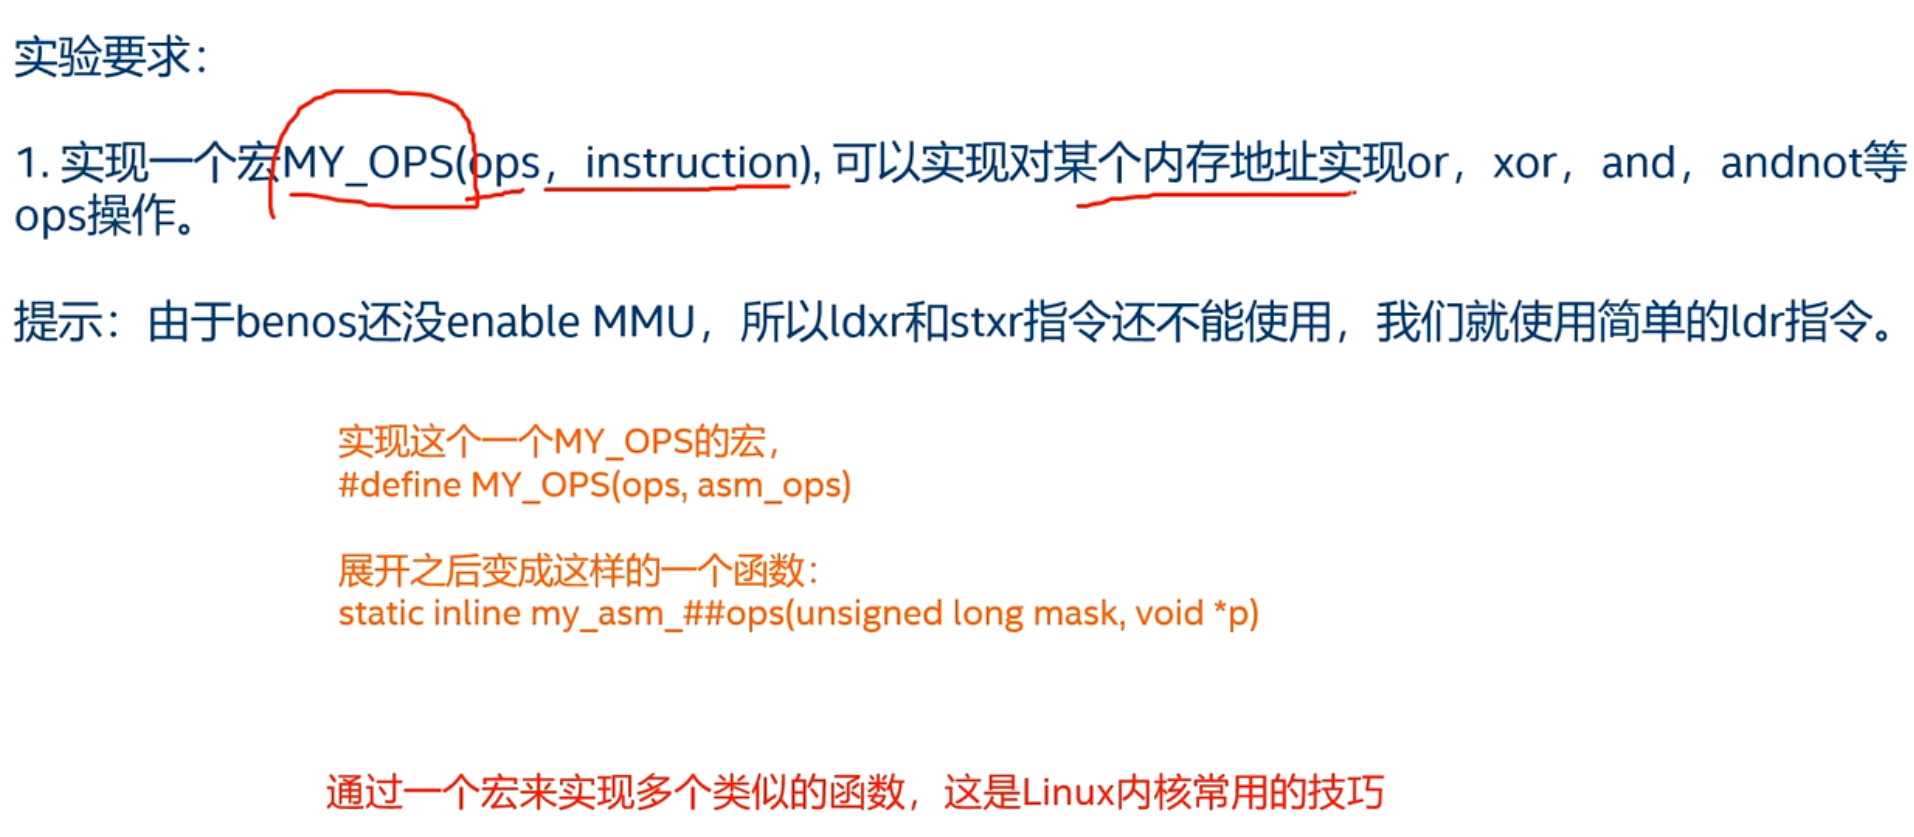 实验要求：
1. 实现一个宏MY_OPS(ops，instruction), 可以实现对某个内存地址实现or，xor，and，andnot等
ops操作。
提示：由于benos还没enable MMU，所以ldxr和stxr指令还不能使用，我们就使用简单的ldr指令。
实现这个一个MY_OPS的宏，
#define MY_OPS(ops, asm_ops)
展开之后变成这样的一个函数：
static inline my_asm_##ops(unsigned long mask, void *p)
通过一个宏来实现多个类似的函数，这是Linux内核常用的技巧